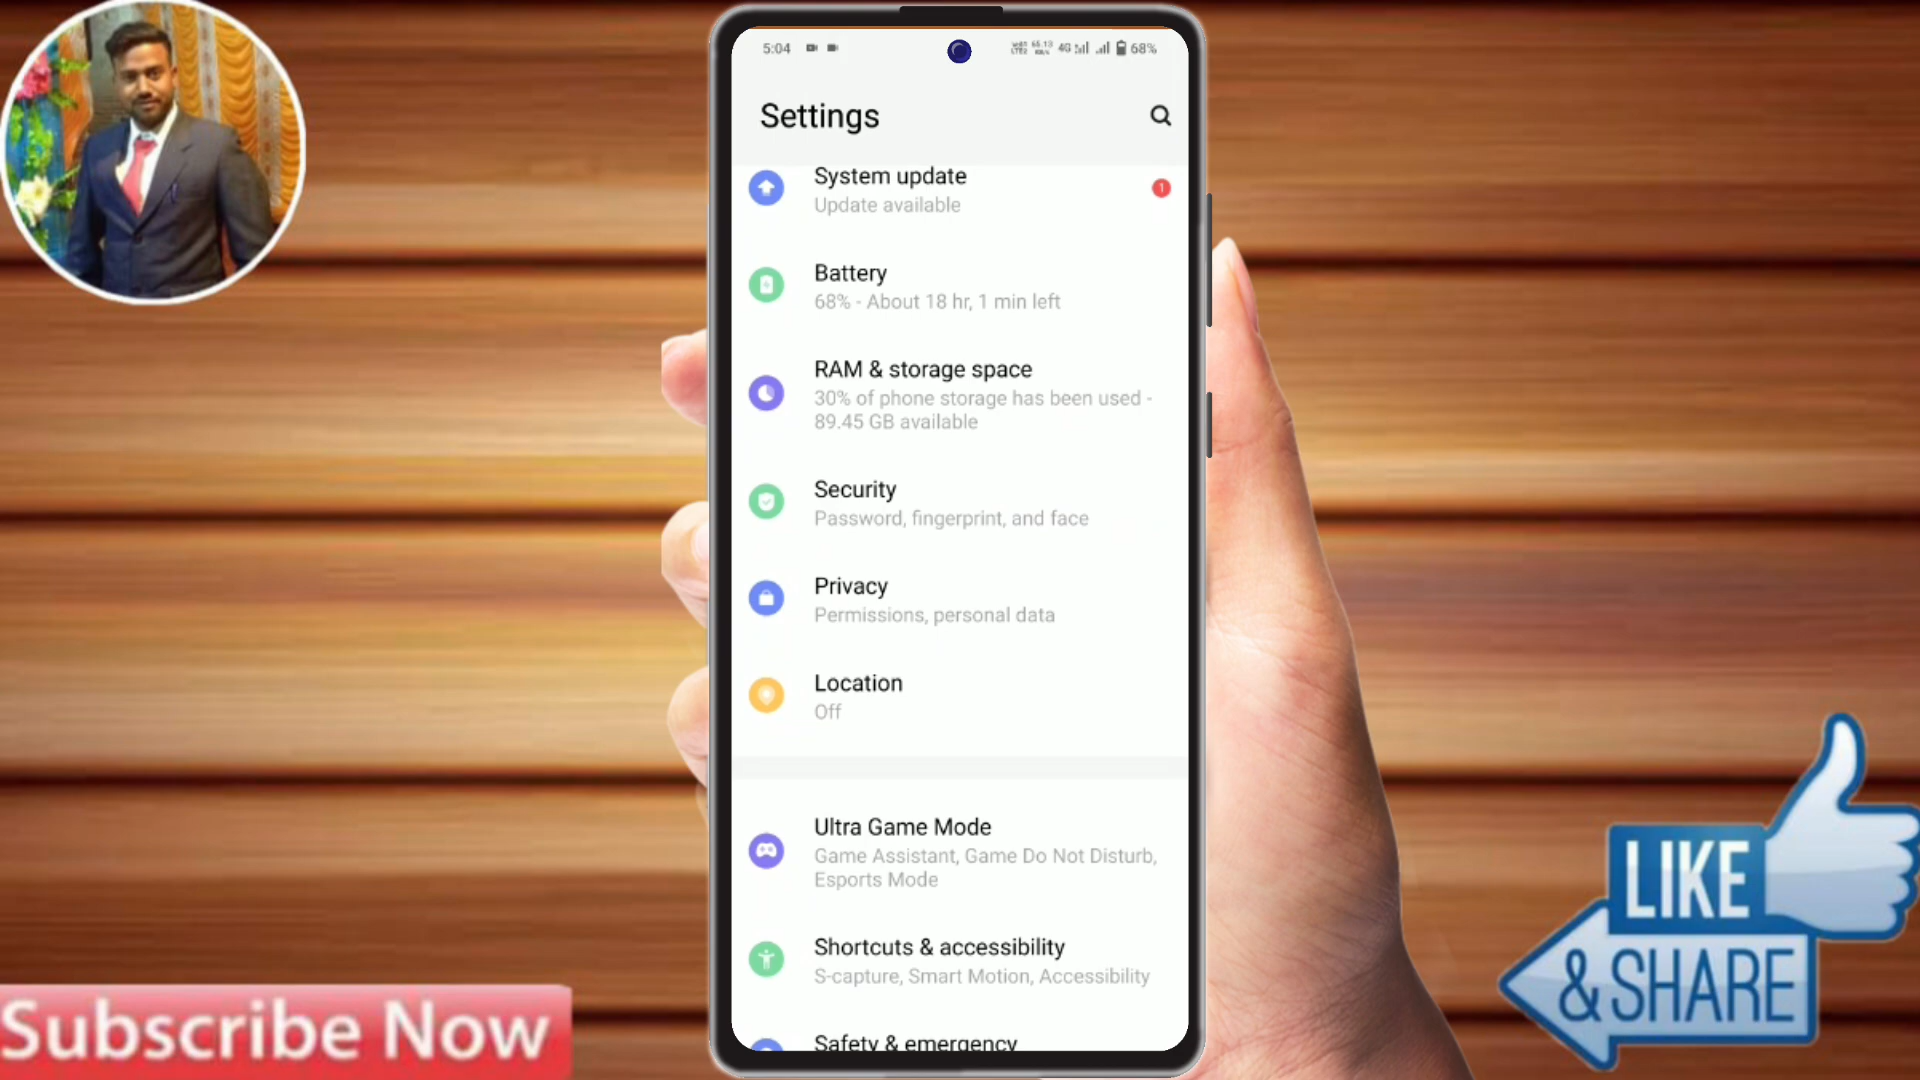 5:04
4G
68%
Settings
System update
1
Update available
Battery
68% - About 18 hr, 1 min left
RAM & storage space
30% of phone storage has been used -
89.45 GB available
Security
Password, fingerprint, and face
Privacy
Permissions, personal data
Location
Off
Ultra Game Mode
Game Assistant, Game Do Not Disturb,
Esports Mode
Shortcuts & accessibility
S-capture, Smart Motion, Accessibility
Safety & emergency
Subscribe Now
LIKE
& SHARE